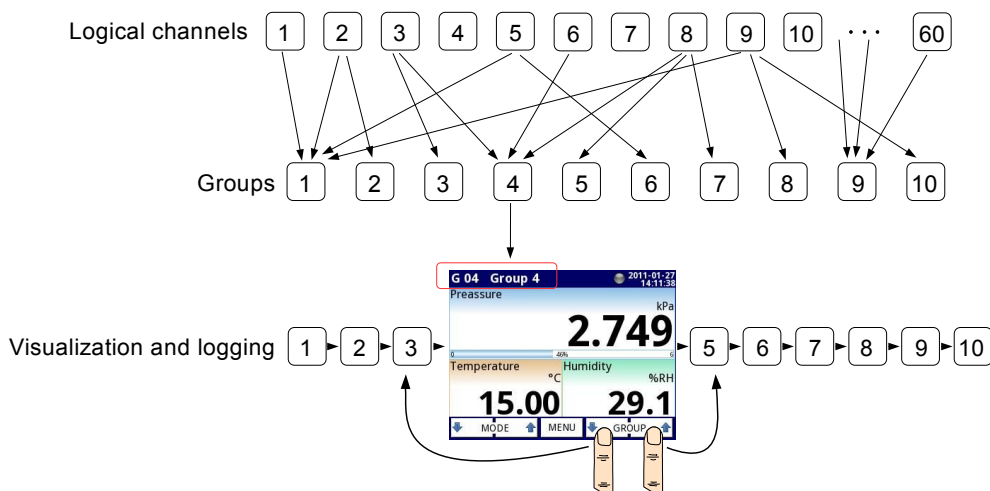 Logical channels 1 2 3 4 5 6 7 8 9 10 ... 60
Groups 1 2 3 4 5 6 7 8 9 10
G 04 Group 4 2011-01-27
14:11:38
Preassure
kPa
2.749
0 46% 6
Visualization and logging 1 2 3 5 6 7 8 9 10
Temperature Humidity
°C %RH
15.00 29.1
MODE MENU GROUP